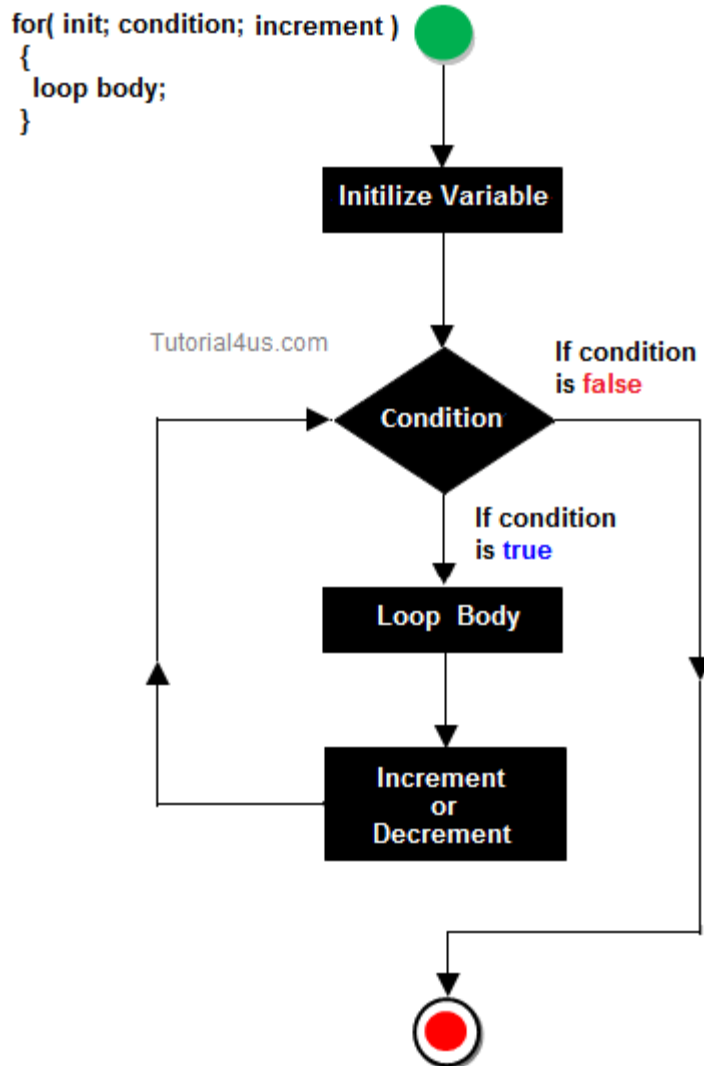 for( init; condition; increment )
{
loop body;
}
Initilize Variable
Tutorial4us.com
If condition
is false
Condition
If condition
is true
Loop Body
Increment
or
Decrement